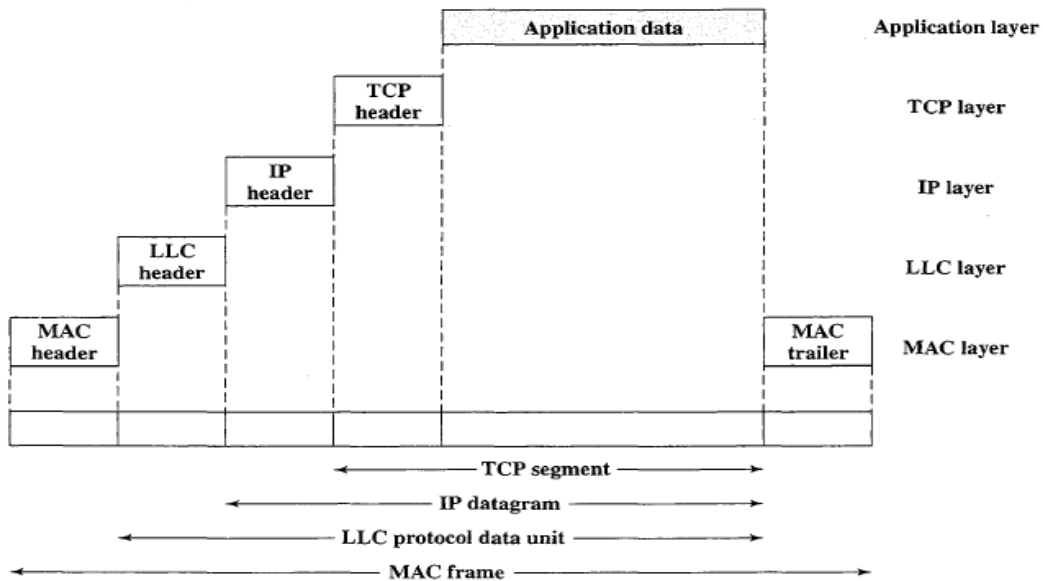 Application data
Application layer
TCP
header
TCP layer
IP
header
IP layer
LLC
header
LLC layer
MAC
header
MAC
trailer
MAC layer
TCP segment
IP datagram
LLC protocol data unit
MAC frame